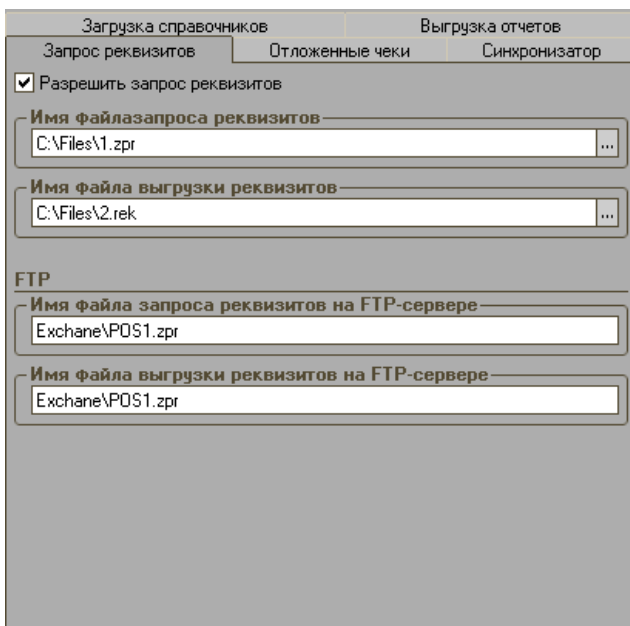 Загрузка справочников
Выгрузка отчетов
Запрос реквизитов
Отложенные чеки
Синхронизатор
Разрешить запрос реквизитов
Имя Файлазапроса реквизитов
C:\Files\1.zpr
...
Имя Файла выгрузки реквизитов
C:\Files\2.rek
...
FTP
Имя Файла запроса реквизитов на FTP-сервере
Exchane\POS1.zpr
Имя Файла выгрузки реквизитов на FTP-сервере
Exchane\POS1.zpr